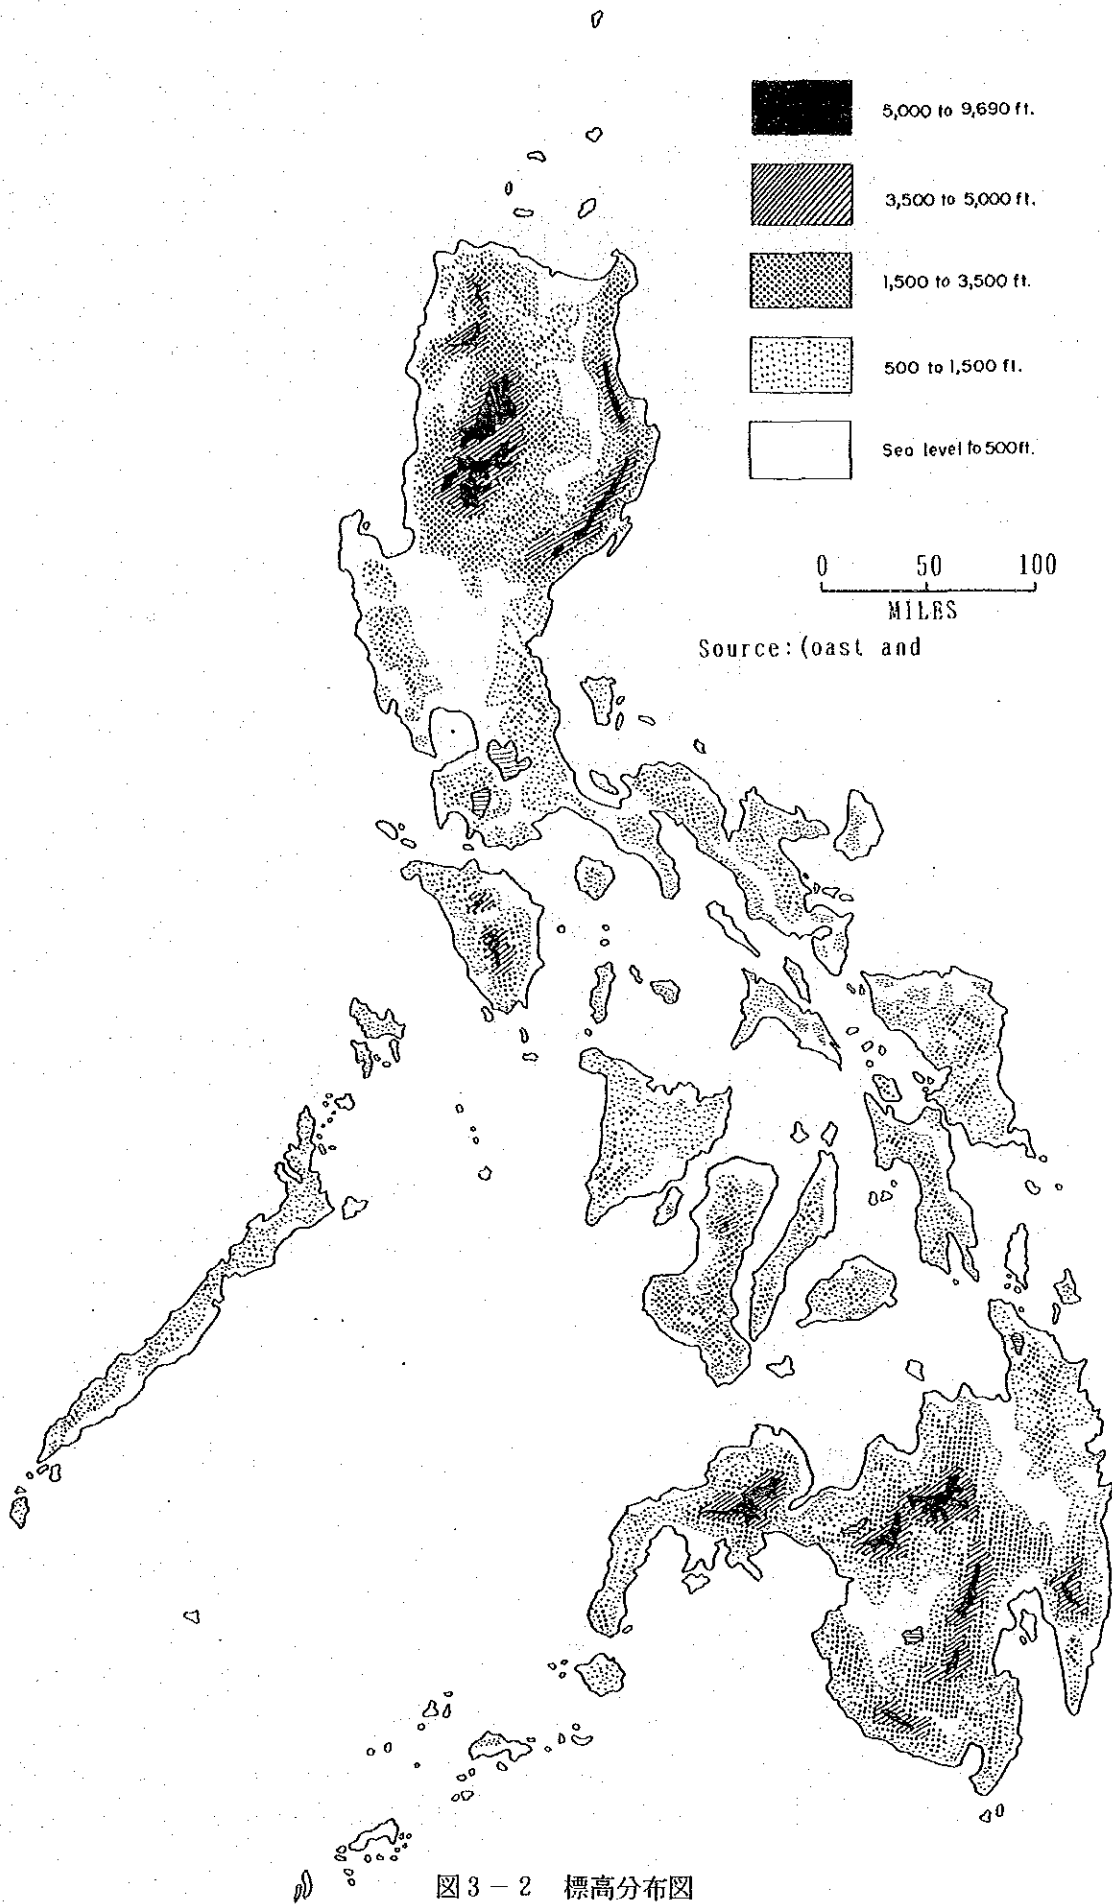 5,000 to 9,690 ft.
3,500 to 5,000 ft.
1,500 to 3,500 ft.
500 to 1,500 ft.
Sea level to 500ft.
0 50 100
MILES
Source:(oast and
図3-2 標高分布図